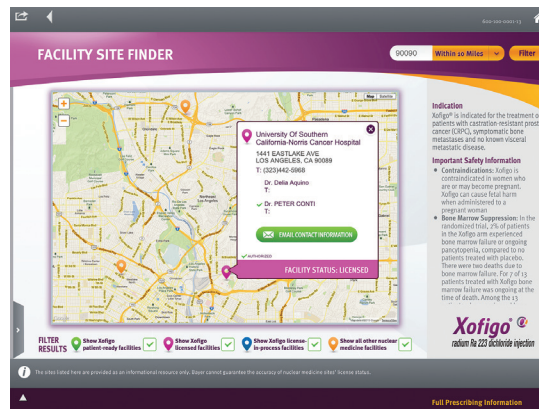 600-200-0001-13
FACILITY SITE FINDER
90090
Within 10 Miles
Filter
Map
Satellite
University Of Southern
California-Norris Cancer Hospital
1441 EASTLAKE AVE
LOS ANGELES, CA 90089
T: (323)442-5968
Dr. Delia Aquino
T:
Dr. PETER CONTI
T:
EMAIL CONTACT INFORMATION
AUTHORIZED
FACILITY STATUS: LICENSED
Indication
Xofigo® is indicated for the treatment o
patients with castration-resistant prost
cancer (CRPC), symptomatic bone
metastases and no known visceral
metastatic disease.
Important Safety Information
• Contraindications: Xofigo is
contraindicated in women who
are or may become pregnant.
Xofigo can cause fetal harm
when administered to a
pregnant woman
• Bone Marrow Suppression: In the
randomized trial, 2% of patients
in the Xofigo arm experienced
bone marrow failure or ongoing
pancytopenia, compared to no
patients treated with placebo.
There were two deaths due to
bone marrow failure. For 7 of 13
patients treated with Xofigo bone
marrow failure was ongoing at the
time of death. Among the 13
Xofigo®
radium Ra 223 dichloride injection
FILTER
RESULTS
Show Xofigo
patient-ready facilities
Show Xofigo
licensed facilities
Show Xofigo license-
in-process facilities
Show all other nuclear
medicine facilities
The sites listed here are provided as an informational resource only. Bayer cannot guarantee the accuracy of nuclear medicine sites' license status.
Full Prescribing Information